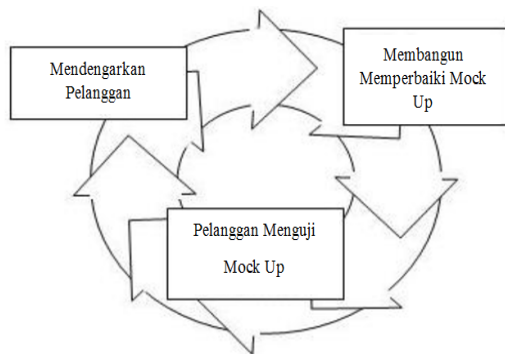 Mendengarkan
Pelanggan
Membangun
Memperbaiki Mock
Up
Pelanggan Menguji
Mock Up